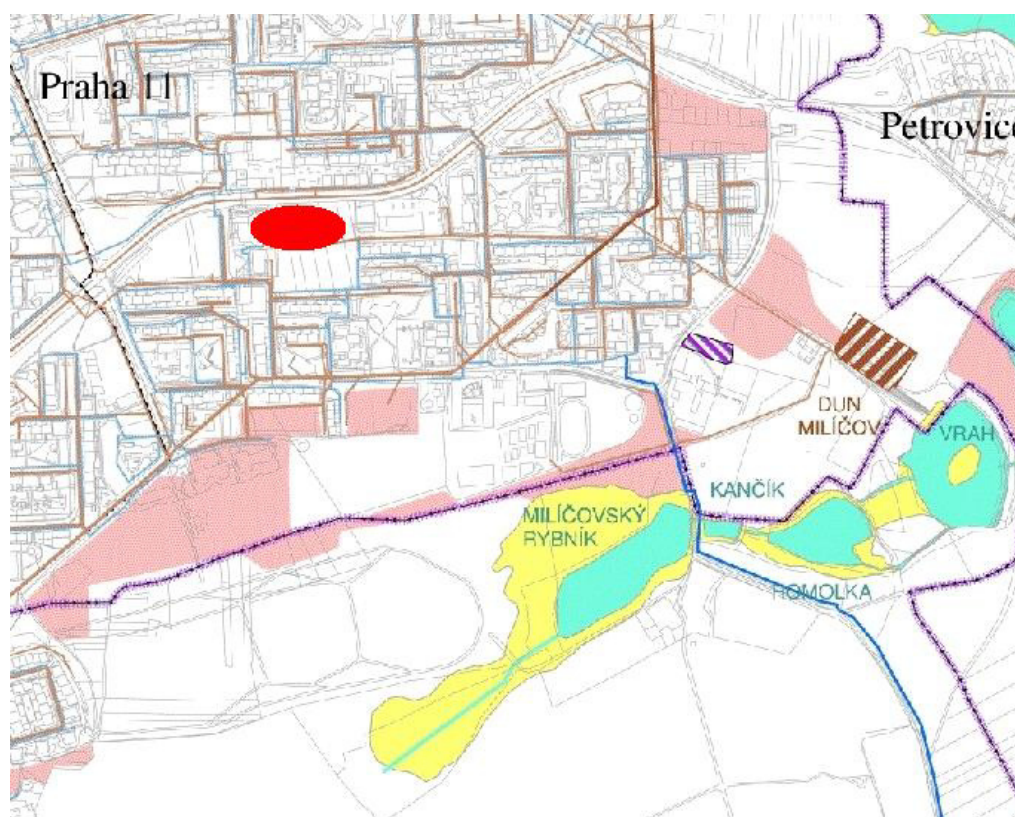 Praha 11
Petrovice
DUN
MILÍČOV
VRAH
KANČÍK
MILÍČOVSKÝ
RYBNÍK
HOMOLKA